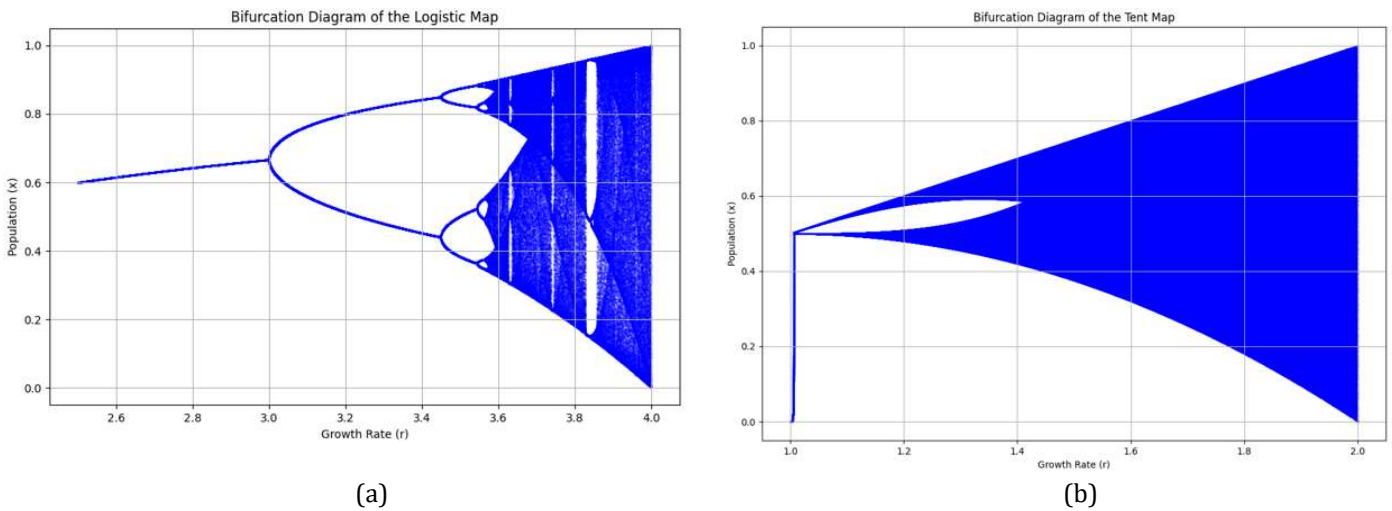 Bifurcation Diagram of the Logistic Map
1.0
0.8
0.6
0.4
0.2
0.0
Population (x)
2.6 2.8 3.0 3.2 3.4 3.6 3.8 4.0
Growth Rate (r)
(a)
Bifurcation Diagram of the Tent Map
1.0
0.8
0.6
0.4
0.2
0.0
Population (x)
1.0 1.2 1.4 1.6 1.8 2.0
Growth Rate (r)
(b)